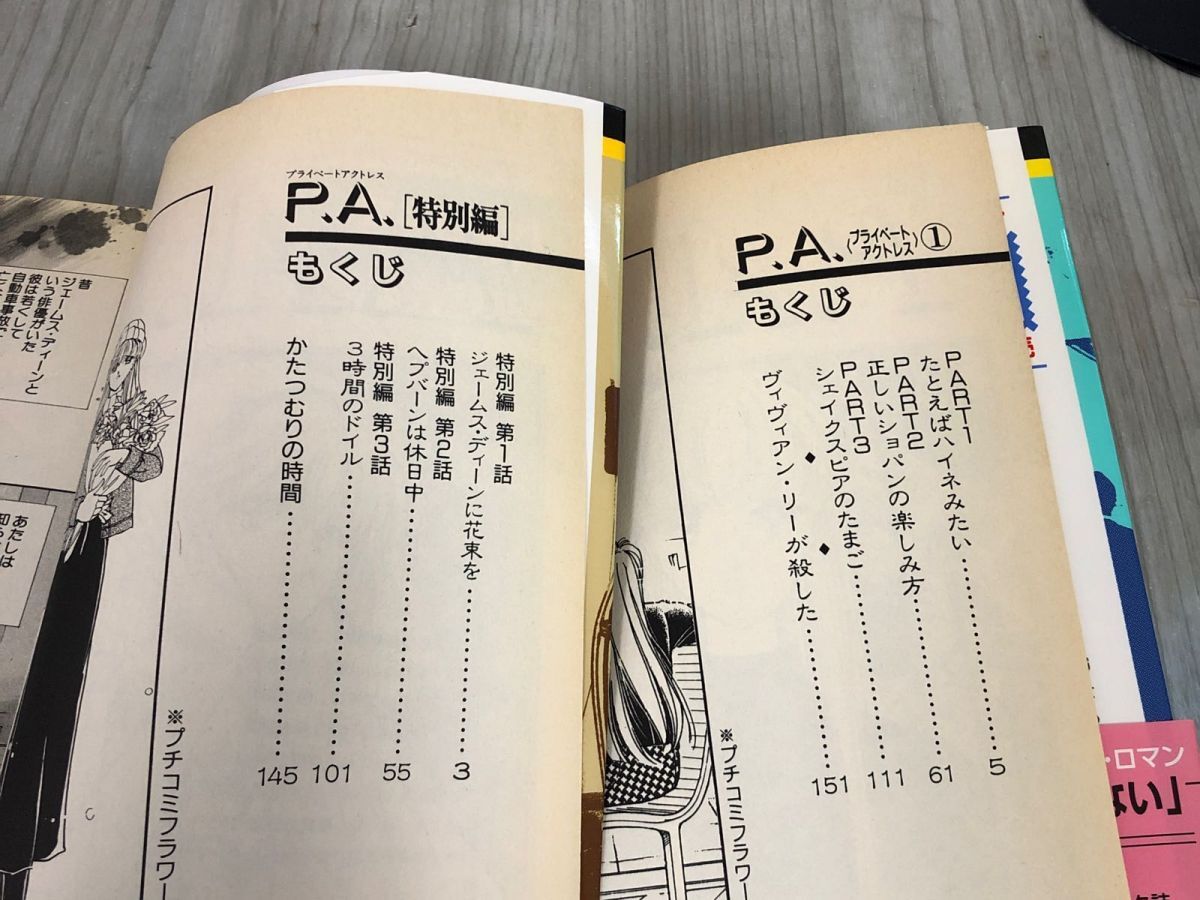 プライベートアクトレス
P.A.[特別編]
もくじ
特別編 第1話
ジェームス・ディーンに花束を……………3
特別編 第2話
ヘプバーンは休日中……………55
特別編 第3話
3時間のドイル……………101
かたつむりの時間……………145
※プチコミフラワー
昔
ジェームス・ディーンと
いう俳優がいた
彼は若くして
自動車事故で
あたしは
P.A.(プライベートアクトレス)①
もくじ
PART1
たとえばハイネみたい……………5
PART2
正しいショパンの楽しみ方……………61
PART3
シェイクスピアのたまご……………111
◆ ◆
ヴィヴィアン・リーが殺した……………151
※プチコミフラワー
・ロマン
ない」